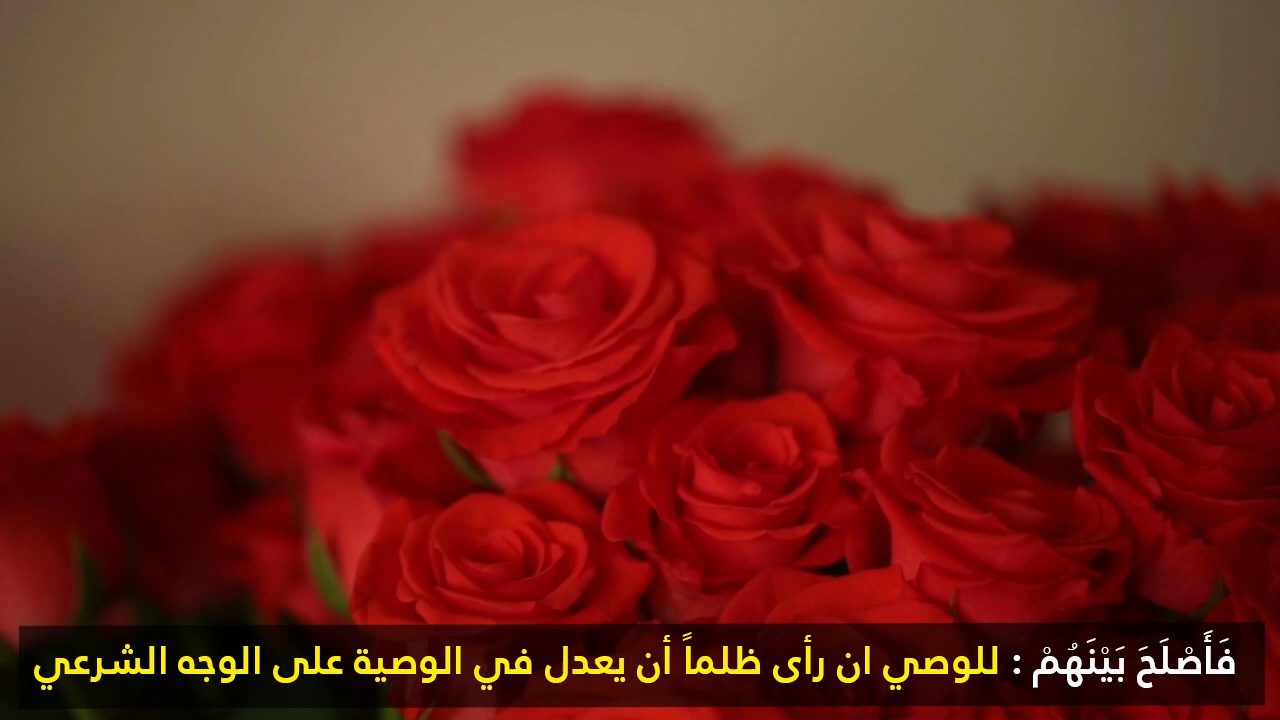 فَأَصْلَحَ بَيْنَهُمْ : للوصي ان رأى ظلماً أن يعدل في الوصية على الوجه الشرعي